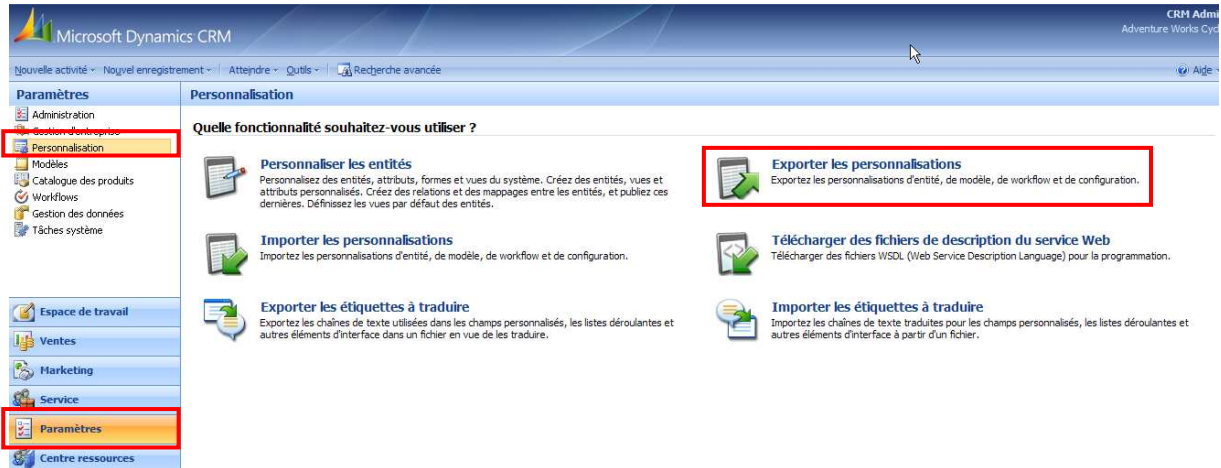 Microsoft Dynamics CRM
CRM Admi
Adventure Works Cycl
Nouvelle activité
Nouvel enregistrement
Atteindre
Outils
Recherche avancée
Aide
Paramètres
Personnalisation
Administration
Gestion d'entreprise
Personnalisation
Modèles
Catalogue des produits
Workflows
Gestion des données
Tâches système
Quelle fonctionnalité souhaitez-vous utiliser ?
Personnaliser les entités
Personnalisez des entités, attributs, formes et vues du système. Créez des entités, vues et
attributs personnalisés. Créez des relations et des mappages entre les entités, et publiez ces
dernières. Définissez les vues par défaut des entités.
Exporter les personnalisations
Exportez les personnalisations d'entité, de modèle, de workflow et de configuration.
Importer les personnalisations
Importez les personnalisations d'entité, de modèle, de workflow et de configuration.
Télécharger des fichiers de description du service Web
Télécharger des fichiers WSDL (Web Service Description Language) pour la programmation.
Exporter les étiquettes à traduire
Exportez les chaînes de texte utilisées dans les champs personnalisés, les listes déroulantes et
autres éléments d'interface dans un fichier en vue de les traduire.
Importer les étiquettes à traduire
Importez les chaînes de texte traduites pour les champs personnalisés, les listes déroulantes et
autres éléments d'interface à partir d'un fichier.
Espace de travail
Ventes
Marketing
Service
Paramètres
Centre ressources